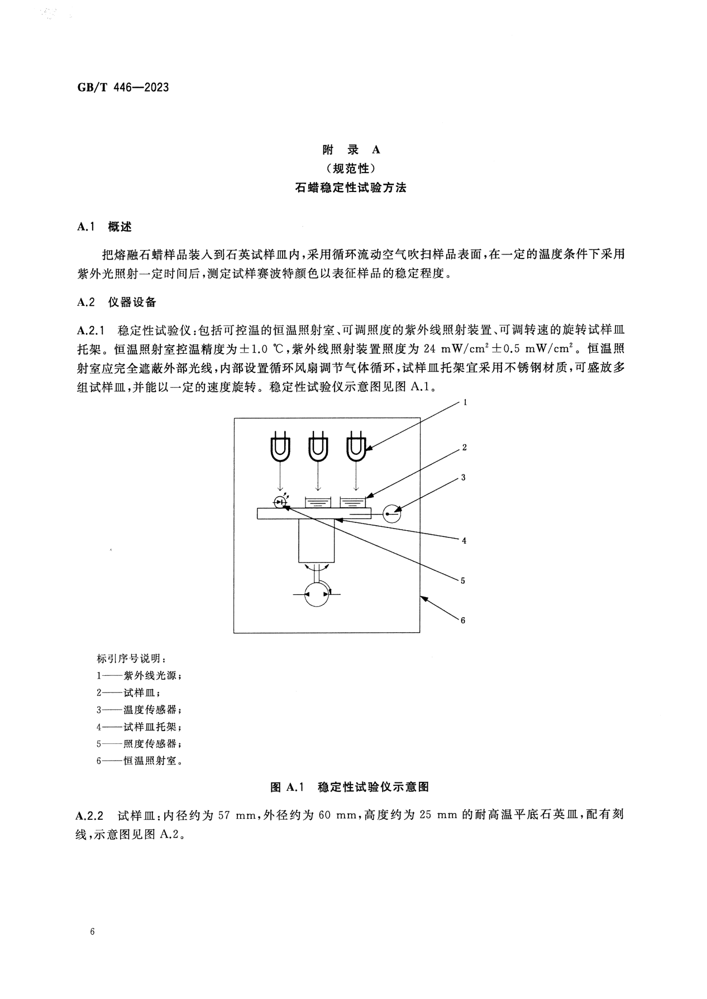 GB/T 446—2023
附 录 A
（规范性）
石蜡稳定性试验方法
A.1 概述
把熔融石蜡样品装入到石英试样皿内，采用循环流动空气吹扫样品表面，在一定的温度条件下采用
紫外光照射一定时间后，测定试样赛波特颜色以表征样品的稳定程度。
A.2 仪器设备
A.2.1 稳定性试验仪：包括可控温的恒温照射室、可调照度的紫外线照射装置、可调转速的旋转试样皿
托架。恒温照射室控温精度为±1.0 ℃，紫外线照射装置照度为 24 mW/cm²±0.5 mW/cm²。恒温照
射室应完全遮蔽外部光线，内部设置循环风扇调节气体循环，试样皿托架宜采用不锈钢材质，可盛放多
组试样皿，并能以一定的速度旋转。稳定性试验仪示意图见图 A.1。
1
2
3
4
5
6
标引序号说明：
1——紫外线光源；
2——试样皿；
3——温度传感器；
4——试样皿托架；
5——照度传感器；
6——恒温照射室。
图 A.1 稳定性试验仪示意图
A.2.2 试样皿：内径约为 57 mm，外径约为 60 mm，高度约为 25 mm 的耐高温平底石英皿，配有刻
线，示意图见图 A.2。
6